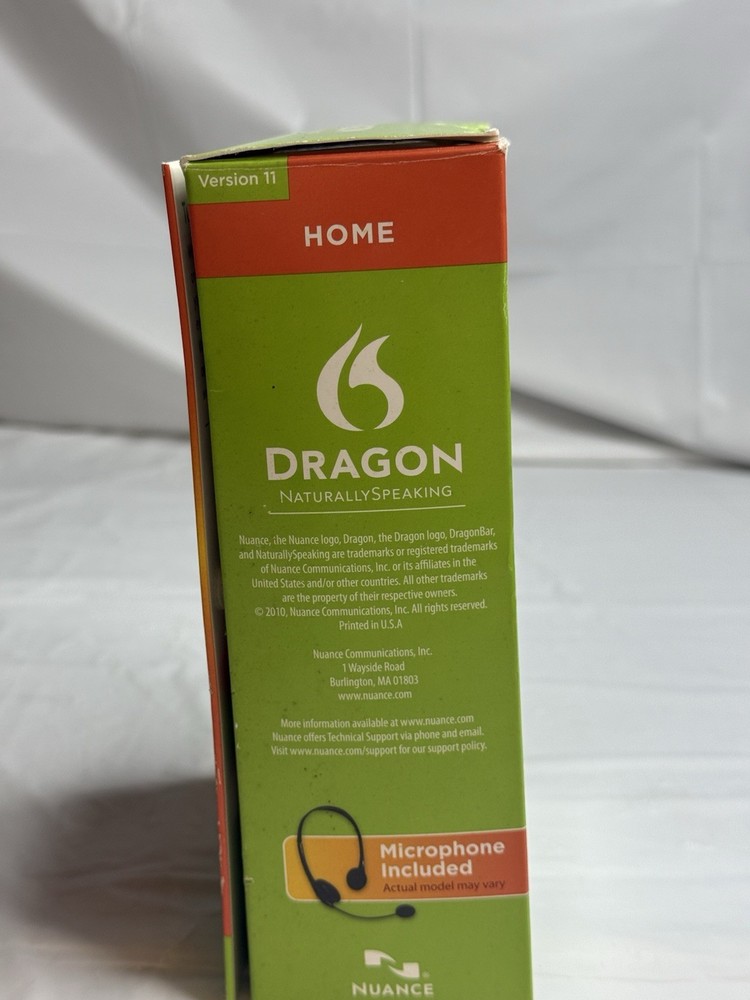 Version 11
HOME
DRAGON
NATURALLYSPEAKING
Nuance, the Nuance logo, Dragon, the Dragon logo, DragonBar,
and NaturallySpeaking are trademarks or registered trademarks
of Nuance Communications, Inc. or its affiliates in the
United States and/or other countries. All other trademarks
are the property of their respective owners.
© 2010, Nuance Communications, Inc. All rights reserved.
Printed in U.S.A
Nuance Communications, Inc.
1 Wayside Road
Burlington, MA 01803
www.nuance.com
More information available at www.nuance.com
Nuance offers Technical Support via phone and email.
Visit www.nuance.com/support for our support policy.
Microphone
Included
Actual model may vary
NUANCE